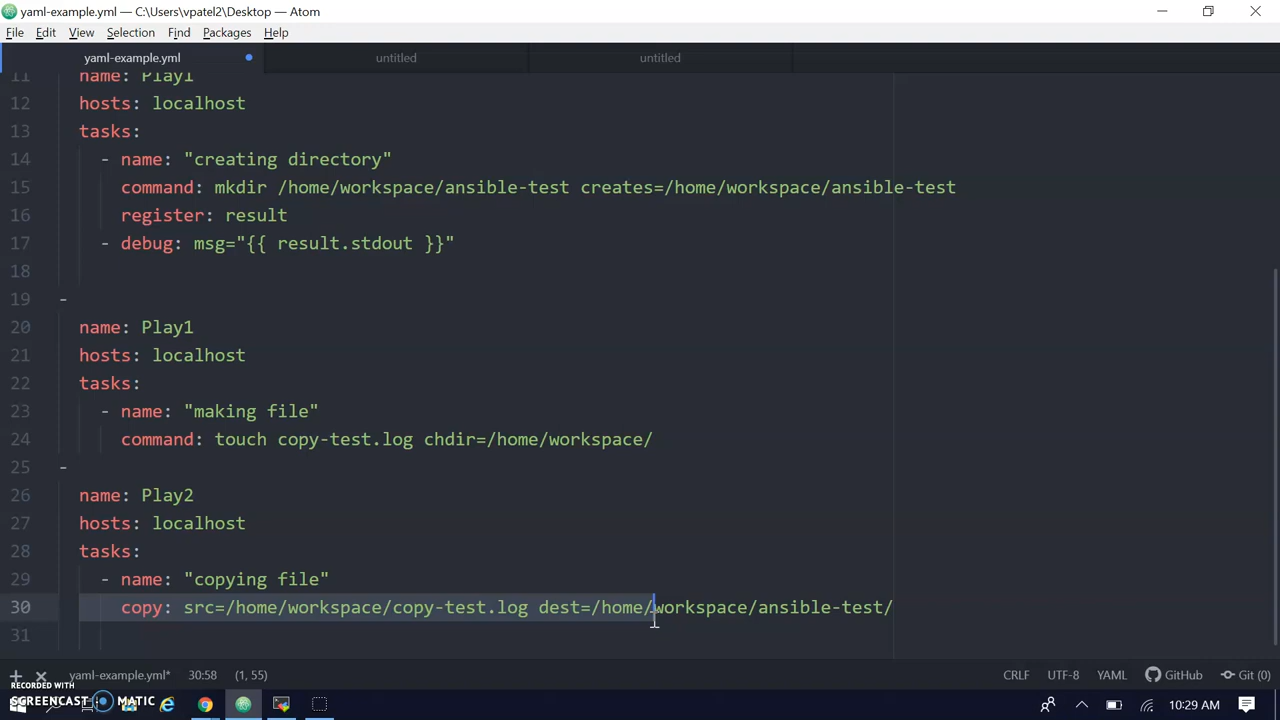 yaml-example.yml — C:\Users\vpatel2\Desktop — Atom
File Edit View Selection Find Packages Help
yaml-example.yml untitled untitled
11 name: Play1
12 hosts: localhost
13 tasks:
14 - name: "creating directory"
15 command: mkdir /home/workspace/ansible-test creates=/home/workspace/ansible-test
16 register: result
17 - debug: msg="{{ result.stdout }}"
18
19 -
20 name: Play1
21 hosts: localhost
22 tasks:
23 - name: "making file"
24 command: touch copy-test.log chdir=/home/workspace/
25 -
26 name: Play2
27 hosts: localhost
28 tasks:
29 - name: "copying file"
30 copy: src=/home/workspace/copy-test.log dest=/home/workspace/ansible-test/
31
yaml-example.yml* 30:58 (1, 55) CRLF UTF-8 YAML GitHub Git (0)
RECORDED WITH
SCREENCAST MATIC
10:29 AM